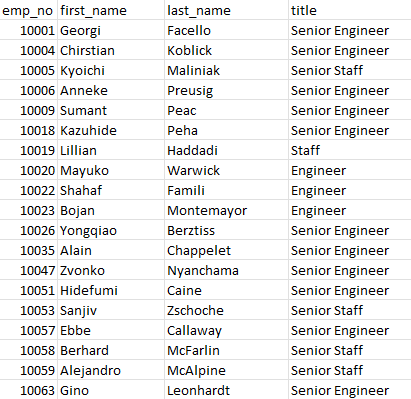 emp_no first_name last_name title
10001 Georgi Facello Senior Engineer
10004 Chirstian Koblick Senior Engineer
10005 Kyoichi Maliniak Senior Staff
10006 Anneke Preusig Senior Engineer
10009 Sumant Peac Senior Engineer
10018 Kazuhide Peha Senior Engineer
10019 Lillian Haddadi Staff
10020 Mayuko Warwick Engineer
10022 Shahaf Famili Engineer
10023 Bojan Montemayor Engineer
10026 Yongqiao Berztiss Senior Engineer
10035 Alain Chappelet Senior Engineer
10047 Zvonko Nyanchama Senior Engineer
10051 Hidefumi Caine Senior Engineer
10053 Sanjiv Zschoche Senior Staff
10057 Ebbe Callaway Senior Engineer
10058 Berhard McFarlin Senior Staff
10059 Alejandro McAlpine Senior Staff
10063 Gino Leonhardt Senior Engineer